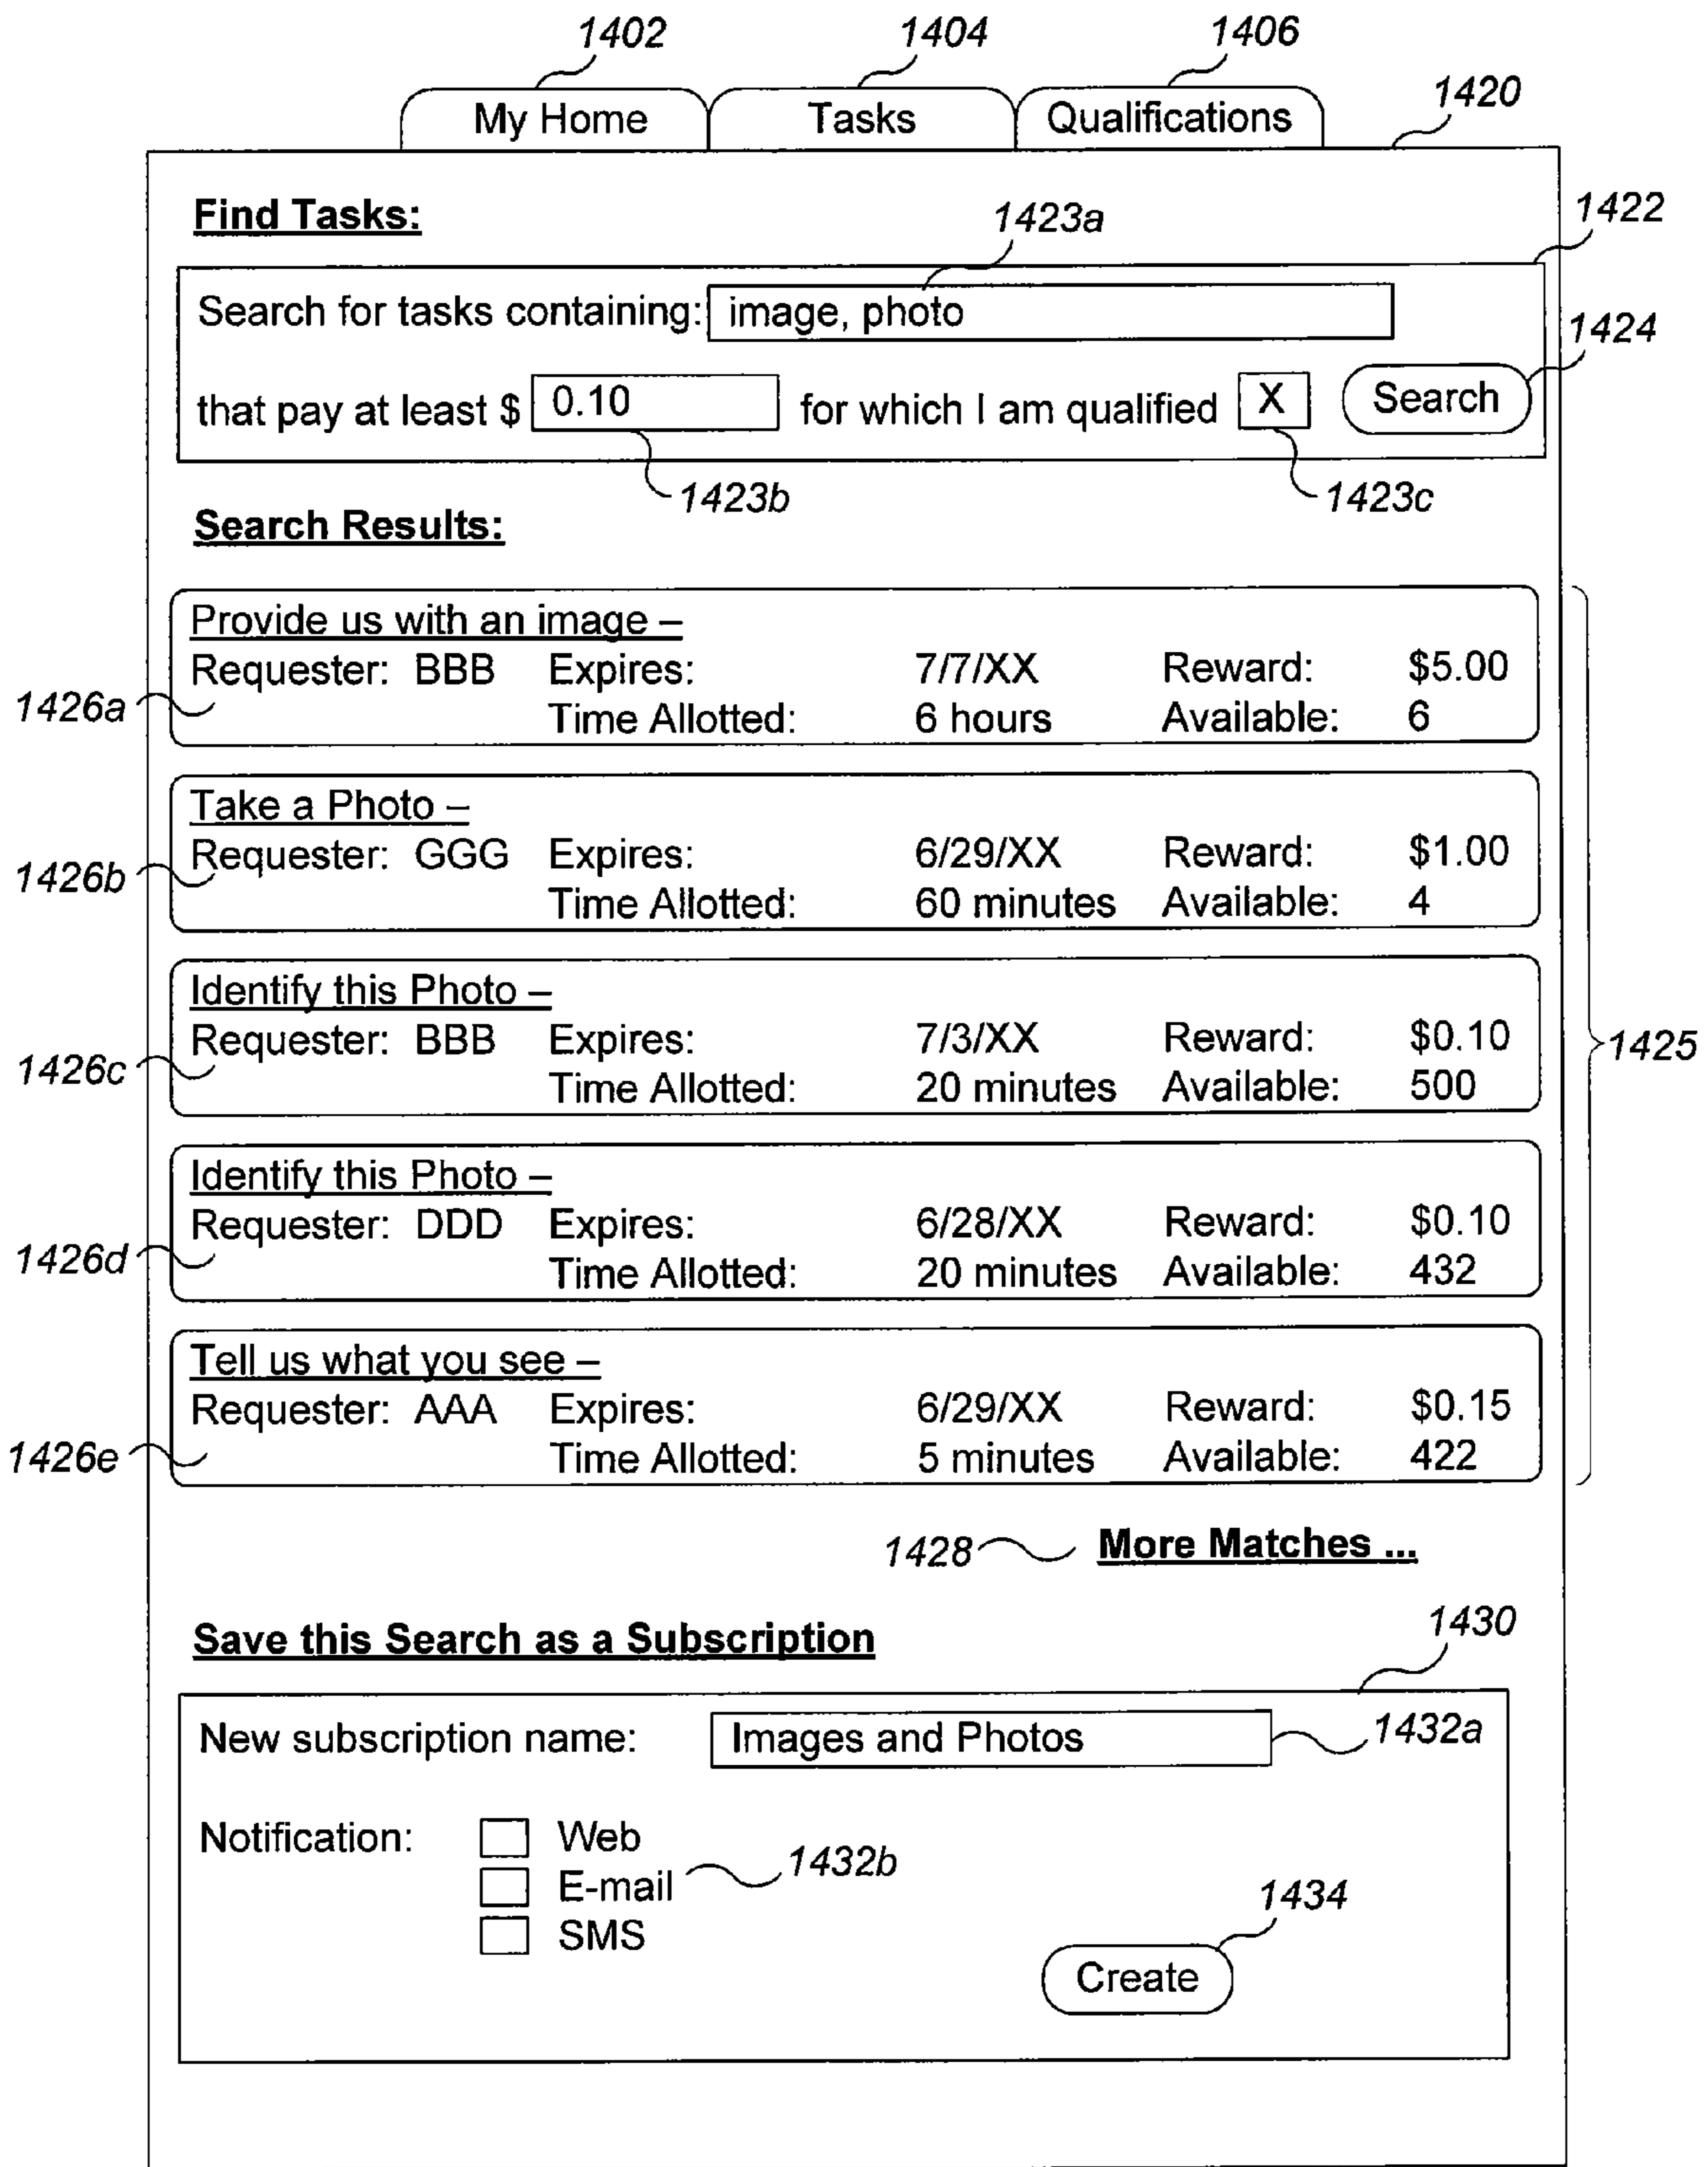 1402 1404 1406
My Home Tasks Qualifications 1420
Find Tasks: 1423a 1422
Search for tasks containing: image, photo
1424
that pay at least $ 0.10 for which I am qualified X Search
1423b 1423c
Search Results:
Provide us with an image –
Requester: BBB Expires: 7/7/XX Reward: $5.00
1426a
Time Allotted: 6 hours Available: 6
Take a Photo –
Requester: GGG Expires: 6/29/XX Reward: $1.00
1426b
Time Allotted: 60 minutes Available: 4
Identify this Photo –
Requester: BBB Expires: 7/3/XX Reward: $0.10
1425
1426c
Time Allotted: 20 minutes Available: 500
Identify this Photo –
Requester: DDD Expires: 6/28/XX Reward: $0.10
1426d
Time Allotted: 20 minutes Available: 432
Tell us what you see –
Requester: AAA Expires: 6/29/XX Reward: $0.15
1426e
Time Allotted: 5 minutes Available: 422
1428 More Matches ...
1430
Save this Search as a Subscription
New subscription name: Images and Photos 1432a
Notification: Web
E-mail 1432b
SMS
1434
Create